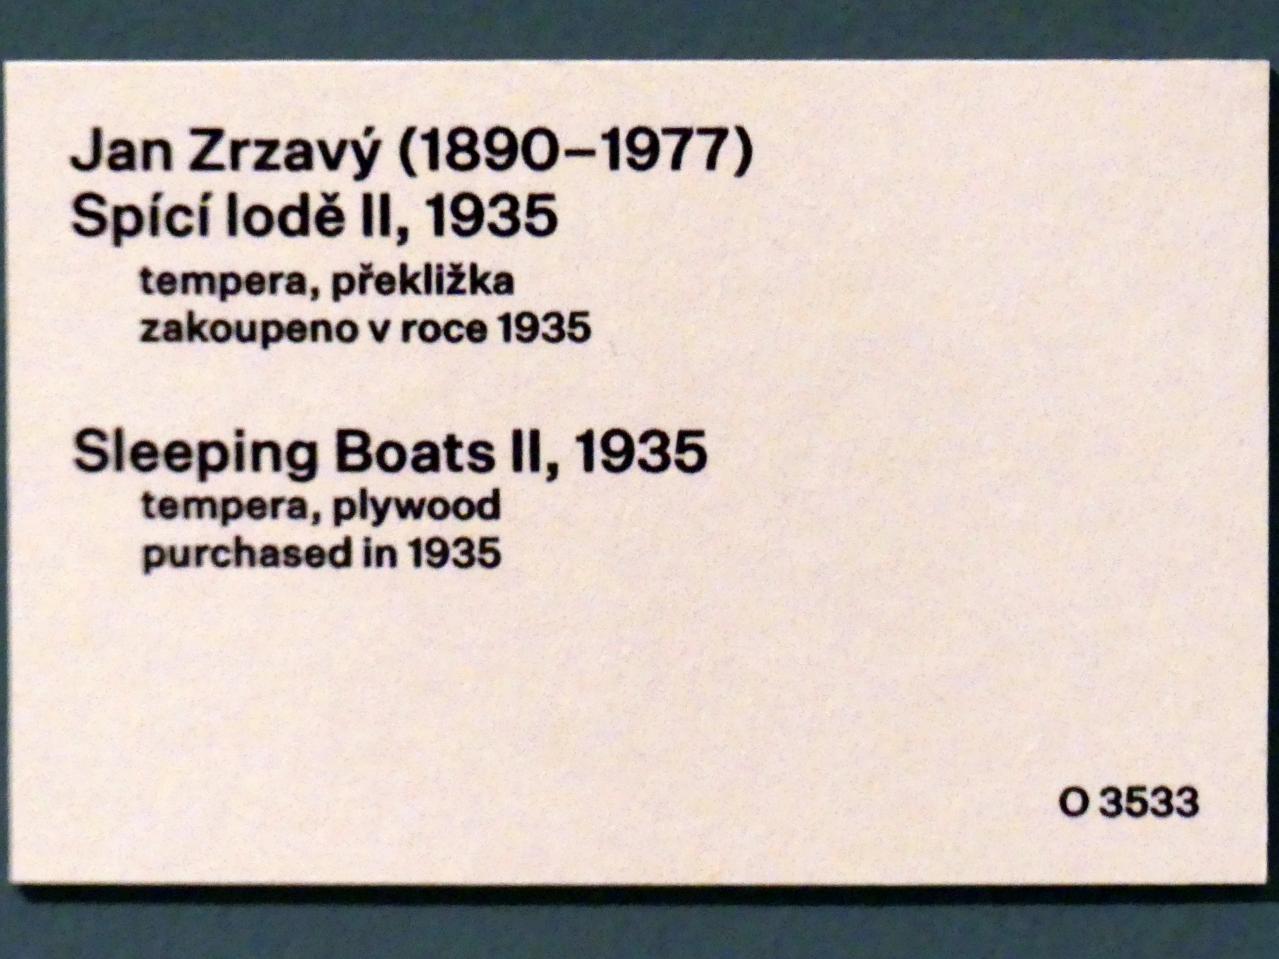 Jan Zrzavý (1890–1977)
Spící lodě II, 1935
tempera, překližka
zakoupeno v roce 1935
Sleeping Boats II, 1935
tempera, plywood
purchased in 1935
O 3533